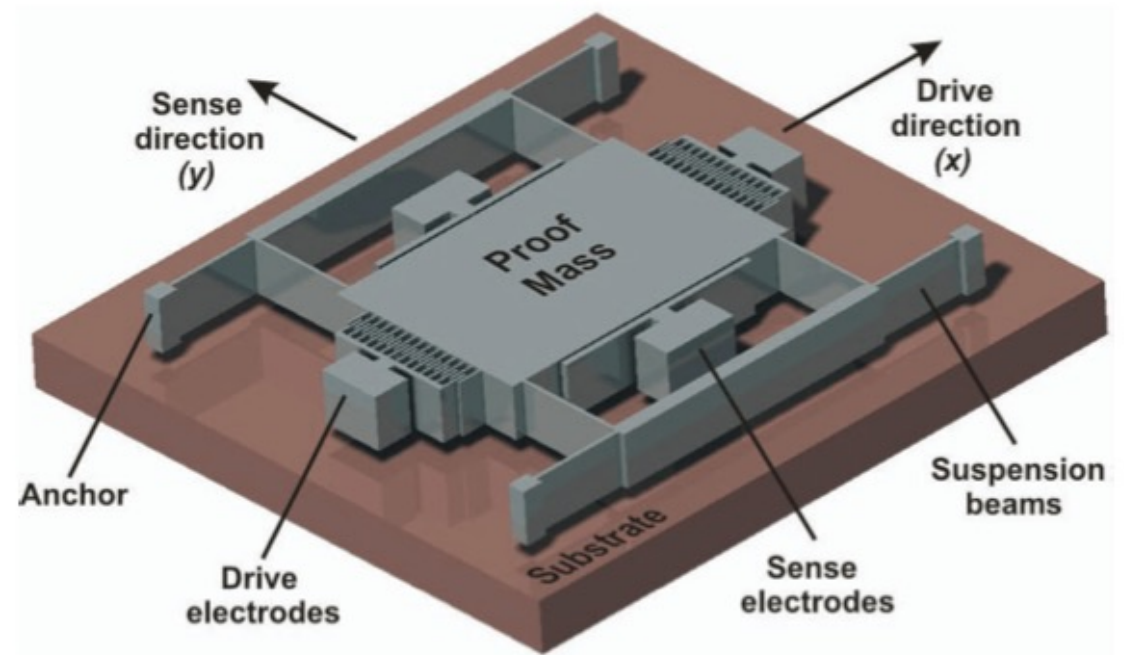 Sense
direction
(y)
Drive
direction
(x)
Proof
Mass
Anchor
Suspension
beams
Substrate
Drive
electrodes
Sense
electrodes